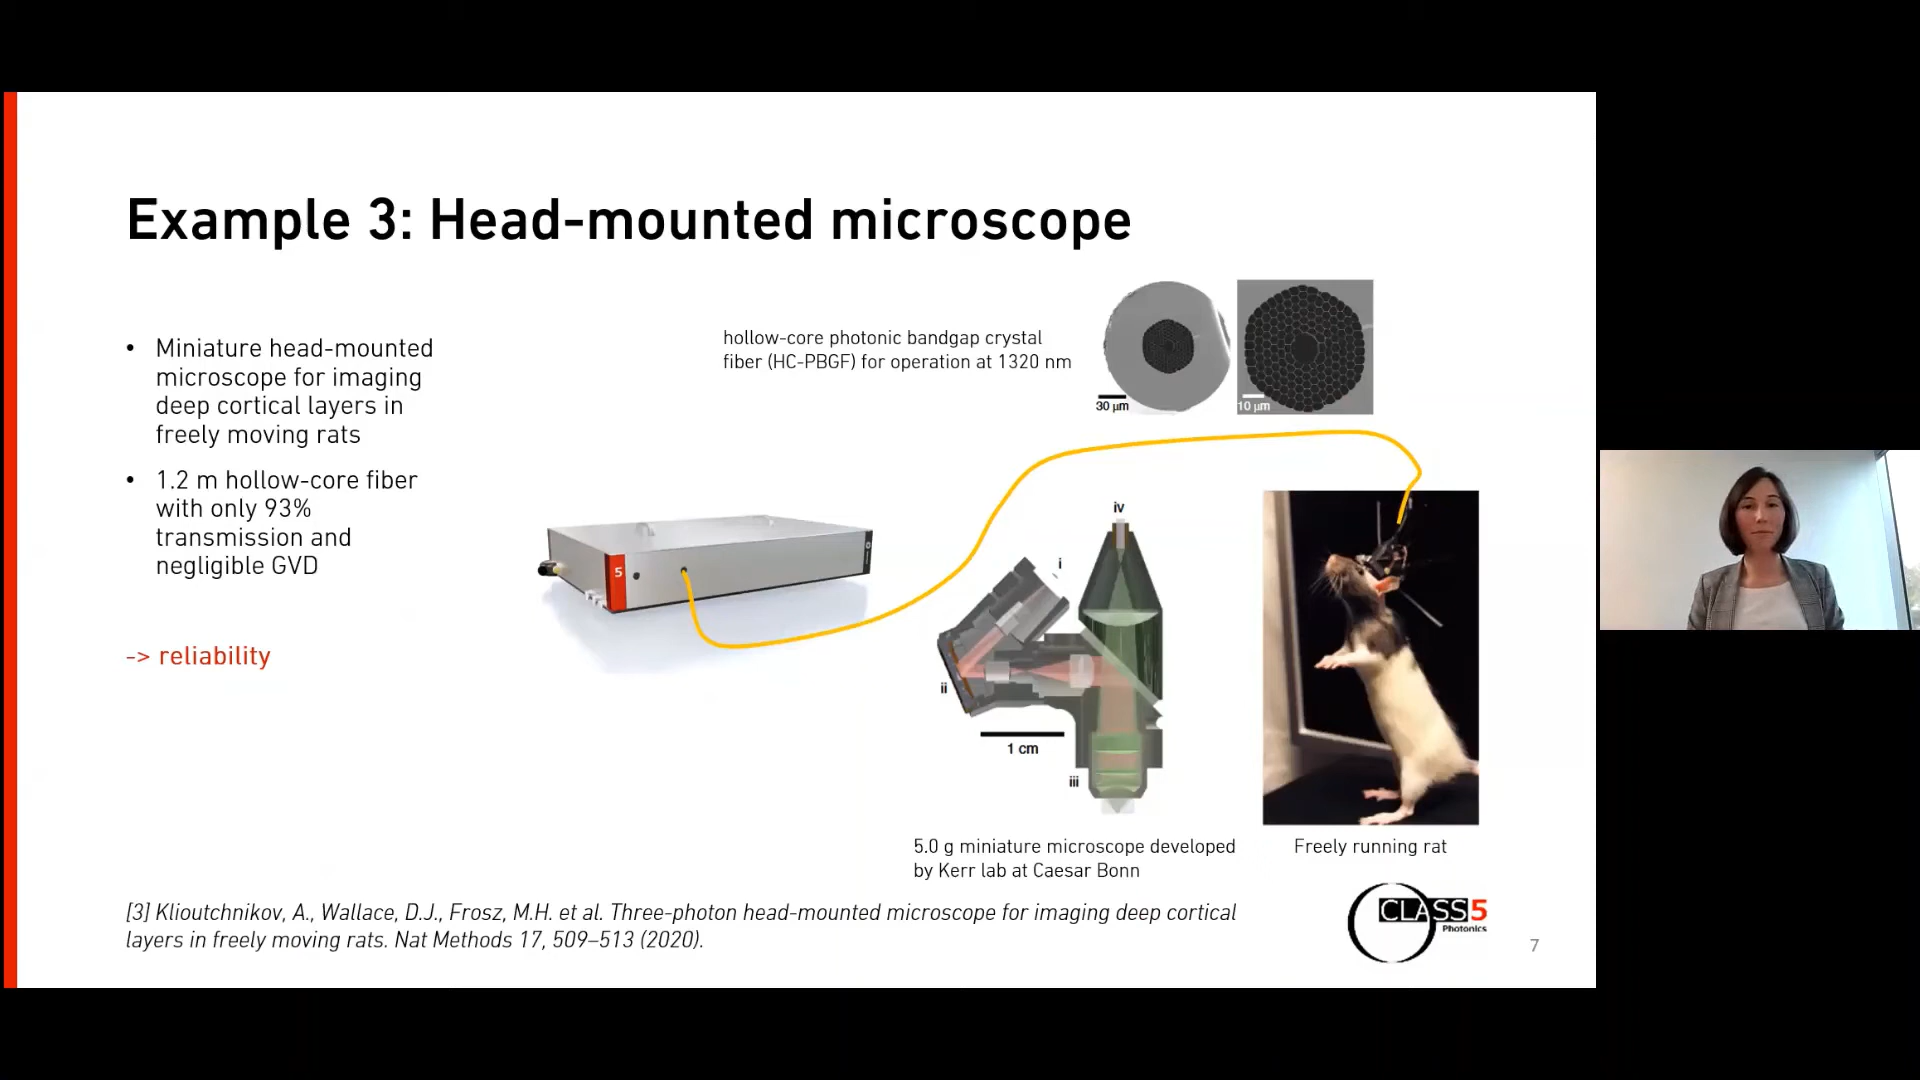 Example 3: Head-mounted microscope
• Miniature head-mounted
microscope for imaging
deep cortical layers in
freely moving rats
• 1.2 m hollow-core fiber
with only 93%
transmission and
negligible GVD
-> reliability
hollow-core photonic bandgap crystal
fiber (HC-PBGF) for operation at 1320 nm
30 µm
10 µm
5
iv
i
ii
1 cm
iii
5.0 g miniature microscope developed
by Kerr lab at Caesar Bonn
Freely running rat
[3] Klioutchnikov, A., Wallace, D.J., Frosz, M.H. et al. Three-photon head-mounted microscope for imaging deep cortical
layers in freely moving rats. Nat Methods 17, 509–513 (2020).
CLASS5
Photonics
7